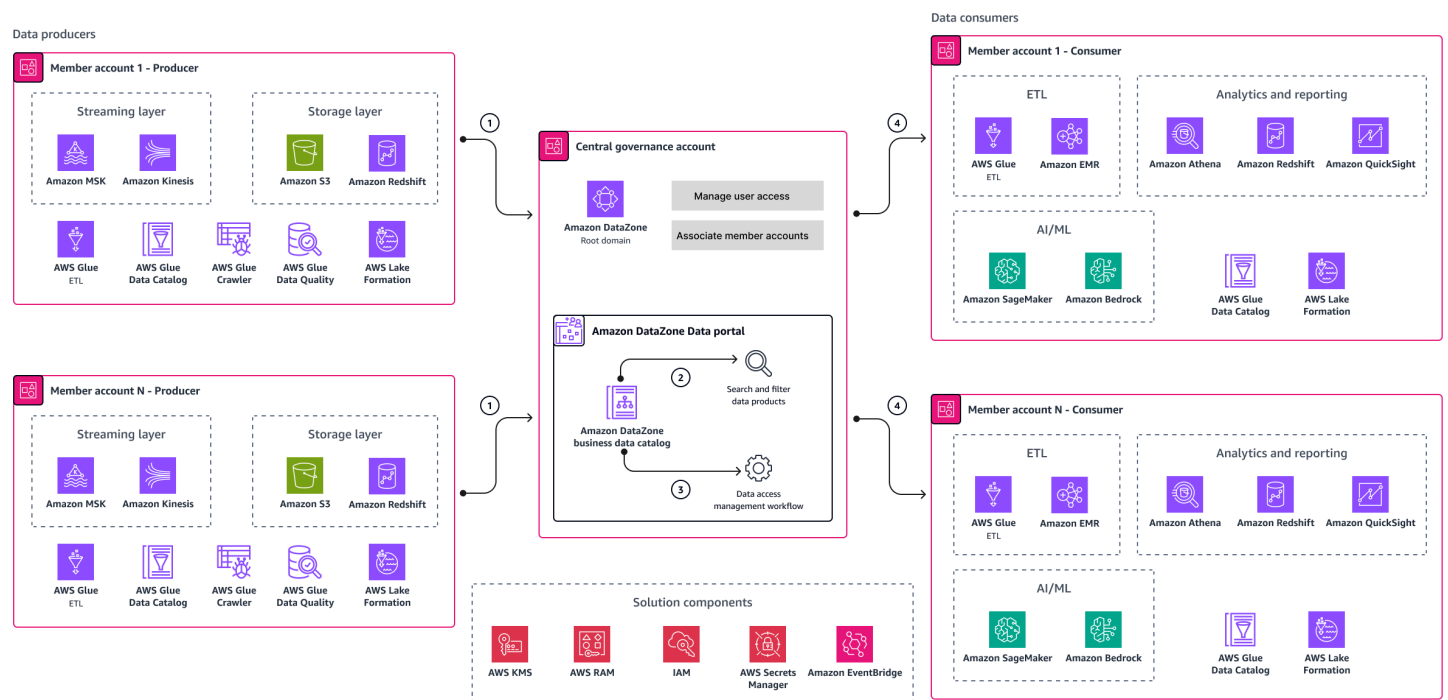 Data producers
Member account 1 - Producer
Streaming layer
Amazon MSK
Amazon Kinesis
Storage layer
Amazon S3
Amazon Redshift
AWS Glue
ETL
AWS Glue
Data Catalog
AWS Glue
Crawler
AWS Glue
Data Quality
AWS Lake
Formation
Member account N - Producer
Streaming layer
Amazon MSK
Amazon Kinesis
Storage layer
Amazon S3
Amazon Redshift
AWS Glue
ETL
AWS Glue
Data Catalog
AWS Glue
Crawler
AWS Glue
Data Quality
AWS Lake
Formation
1
1
Central governance account
Amazon DataZone
Root domain
Manage user access
Associate member accounts
Amazon DataZone Data portal
2
Search and filter
data products
Amazon DataZone
business data catalog
3
Data access
management workflow
Solution components
AWS KMS
AWS RAM
IAM
AWS Secrets
Manager
Amazon EventBridge
4
4
Data consumers
Member account 1 - Consumer
ETL
AWS Glue
ETL
Amazon EMR
Analytics and reporting
Amazon Athena
Amazon Redshift
Amazon QuickSight
AI/ML
Amazon SageMaker
Amazon Bedrock
AWS Glue
Data Catalog
AWS Lake
Formation
Member account N - Consumer
ETL
AWS Glue
ETL
Amazon EMR
Analytics and reporting
Amazon Athena
Amazon Redshift
Amazon QuickSight
AI/ML
Amazon SageMaker
Amazon Bedrock
AWS Glue
Data Catalog
AWS Lake
Formation